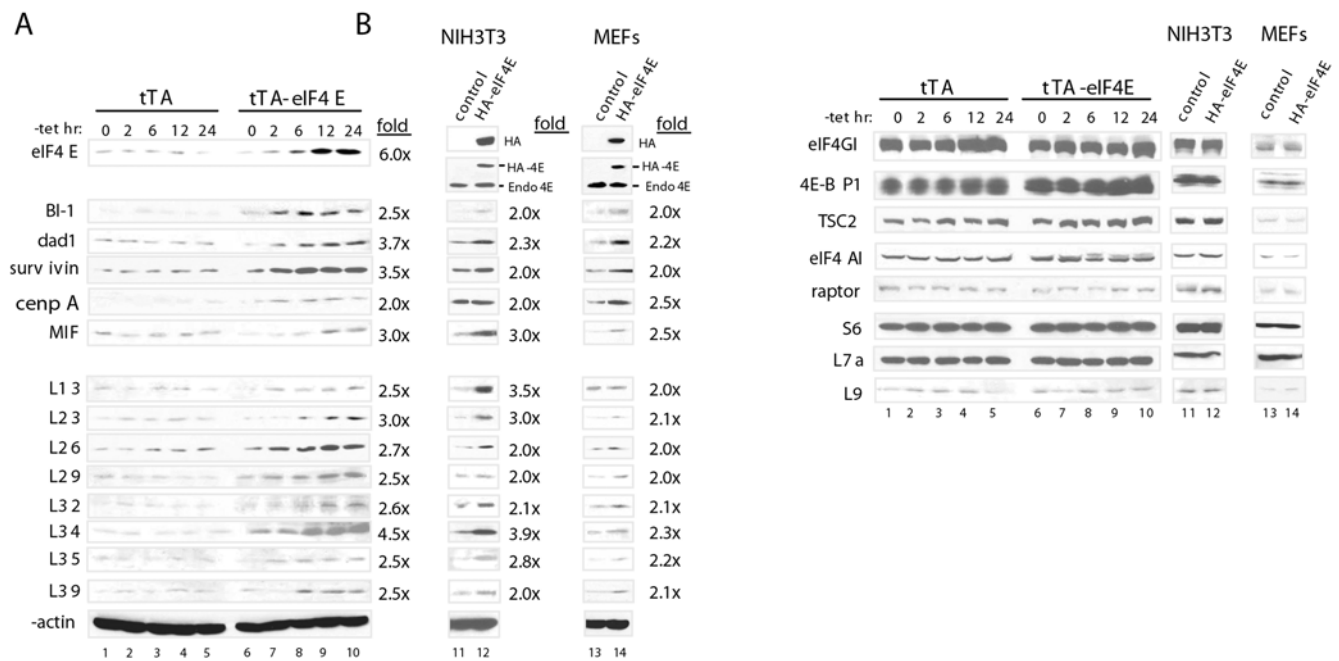 A
B
NIH3T3
MEFs
control
HA-eIF4E
control
HA-eIF4E
tTA
tTA-eIF4 E
-tet hr:
0 2 6 12 24
0 2 6 12 24
fold
fold
fold
eIF4 E
6.0x
HA
HA
HA -4E
HA -4E
Endo 4E
Endo 4E
BI-1 2.5x 2.0x 2.0x
dad1 3.7x 2.3x 2.2x
surv ivin 3.5x 2.0x 2.0x
cenp A 2.0x 2.0x 2.5x
MIF 3.0x 3.0x 2.5x
L1 3 2.5x 3.5x 2.0x
L2 3 3.0x 3.0x 2.1x
L2 6 2.7x 2.0x 2.0x
L2 9 2.5x 2.0x 2.0x
L3 2 2.6x 2.1x 2.1x
L3 4 4.5x 3.9x 2.3x
L3 5 2.5x 2.8x 2.2x
L3 9 2.5x 2.0x 2.1x
-actin
1 2 3 4 5 6 7 8 9 10 11 12 13 14
NIH3T3
MEFs
control
HA-eIF4E
control
HA-eIF4E
tTA
tTA -eIF4E
-tet hr:
0 2 6 12 24
0 2 6 12 24
eIF4GI
4E-B P1
TSC2
eIF4 AI
raptor
S6
L7 a
L9
1 2 3 4 5 6 7 8 9 10 11 12 13 14